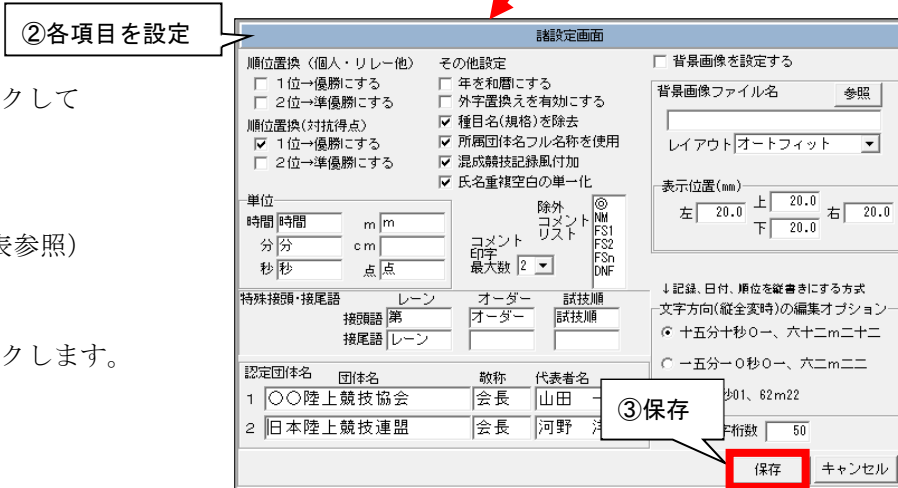 ②各項目を設定
クして
表参照）
クします。
諸設定画面
順位置換（個人・リレー他）
１位→優勝にする
２位→準優勝にする
順位置換(対抗得点)
１位→優勝にする
２位→準優勝にする
その他設定
年を和暦にする
外字置換えを有効にする
種目名(規格)を除去
所属団体名フル名称を使用
混成競技記録風付加
氏名重複空白の単一化
背景画像を設定する
背景画像ファイル名 参照
レイアウト オートフィット
表示位置(mm)
左 20.0 上 20.0 右 20.0
下 20.0
単位
時間 時間 m m
分 分 cm
秒 秒 点 点
コメント印字最大数 2
除外コメントリスト
◎
NM
FS1
FS2
FSn
DNF
特殊接頭・接尾語 レーン オーダー 試技順
接頭語 第 オーダー 試技順
接尾語 レーン
↓記録、日付、順位を縦書きにする方式
文字方向(縦全変時)の編集オプション
十五分十秒０一、六十二ｍ二十二
一五分一０秒０一、六二ｍ二二
秒01、62m22
認定団体名 団体名 敬称 代表者名
1 〇〇陸上競技協会 会長 山田
2 日本陸上競技連盟 会長 河野
③保存
字桁数 50
保存 キャンセル